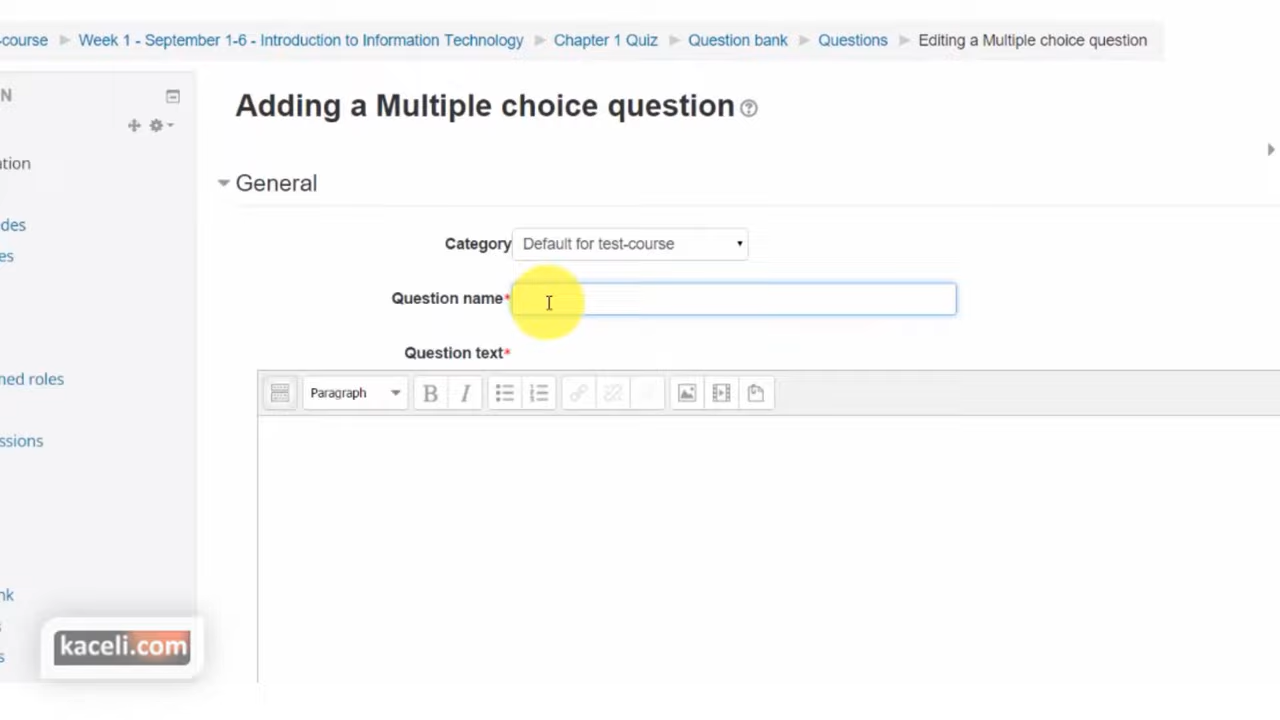 -course Week 1 - September 1-6 - Introduction to Information Technology Chapter 1 Quiz Question bank Questions Editing a Multiple choice question
N
Adding a Multiple choice question
ation
General
des
Category Default for test-course
es
Question name*
Question text*
ned roles
Paragraph B I
ssions
nk
s
kaceli.com